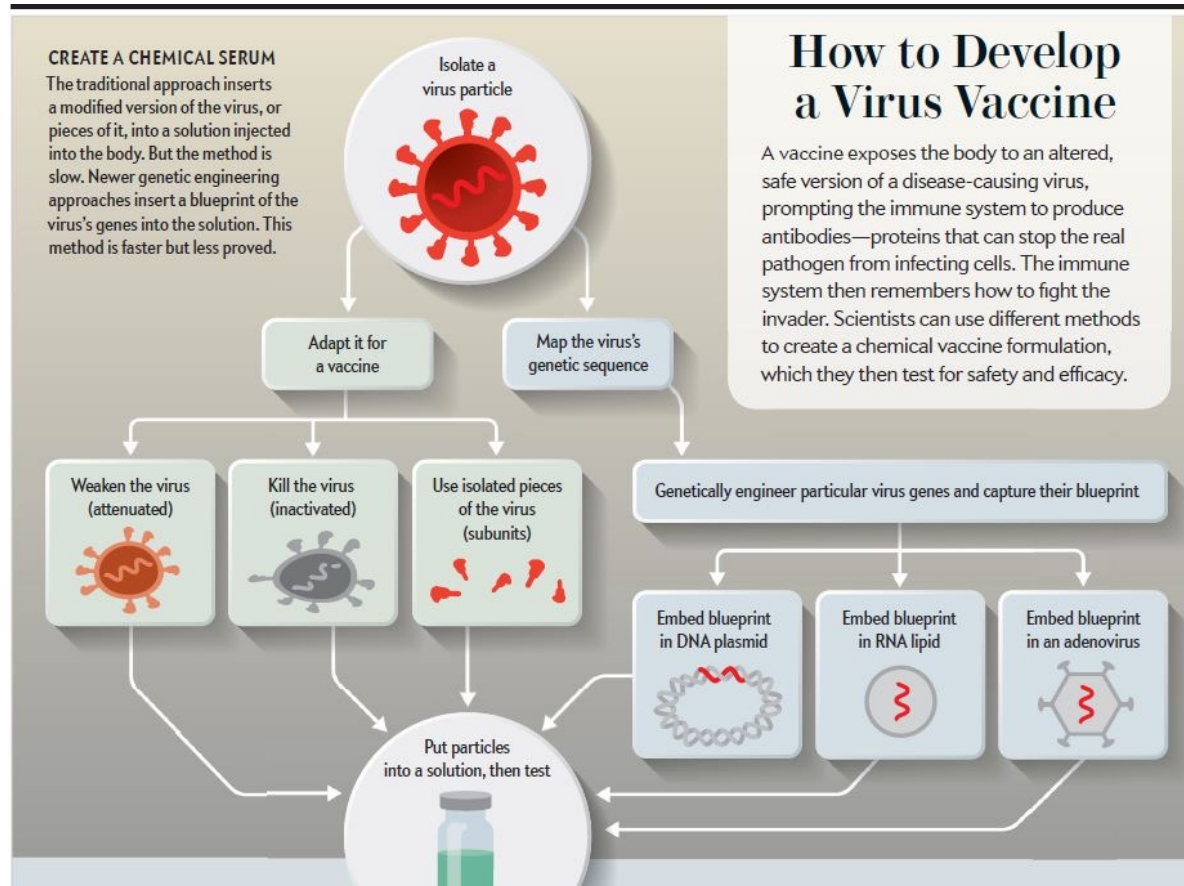 How to Develop
a Virus Vaccine
A vaccine exposes the body to an altered,
safe version of a disease-causing virus,
prompting the immune system to produce
antibodies—proteins that can stop the real
pathogen from infecting cells. The immune
system then remembers how to fight the
invader. Scientists can use different methods
to create a chemical vaccine formulation,
which they then test for safety and efficacy.
CREATE A CHEMICAL SERUM
The traditional approach inserts
a modified version of the virus, or
pieces of it, into a solution injected
into the body. But the method is
slow. Newer genetic engineering
approaches insert a blueprint of the
virus’s genes into the solution. This
method is faster but less proved.
Isolate a
virus particle
Adapt it for
a vaccine
Map the virus’s
genetic sequence
Weaken the virus
(attenuated)
Kill the virus
(inactivated)
Use isolated pieces
of the virus
(subunits)
Genetically engineer particular virus genes and capture their blueprint
Embed blueprint
in DNA plasmid
Embed blueprint
in RNA lipid
Embed blueprint
in an adenovirus
Put particles
into a solution, then test